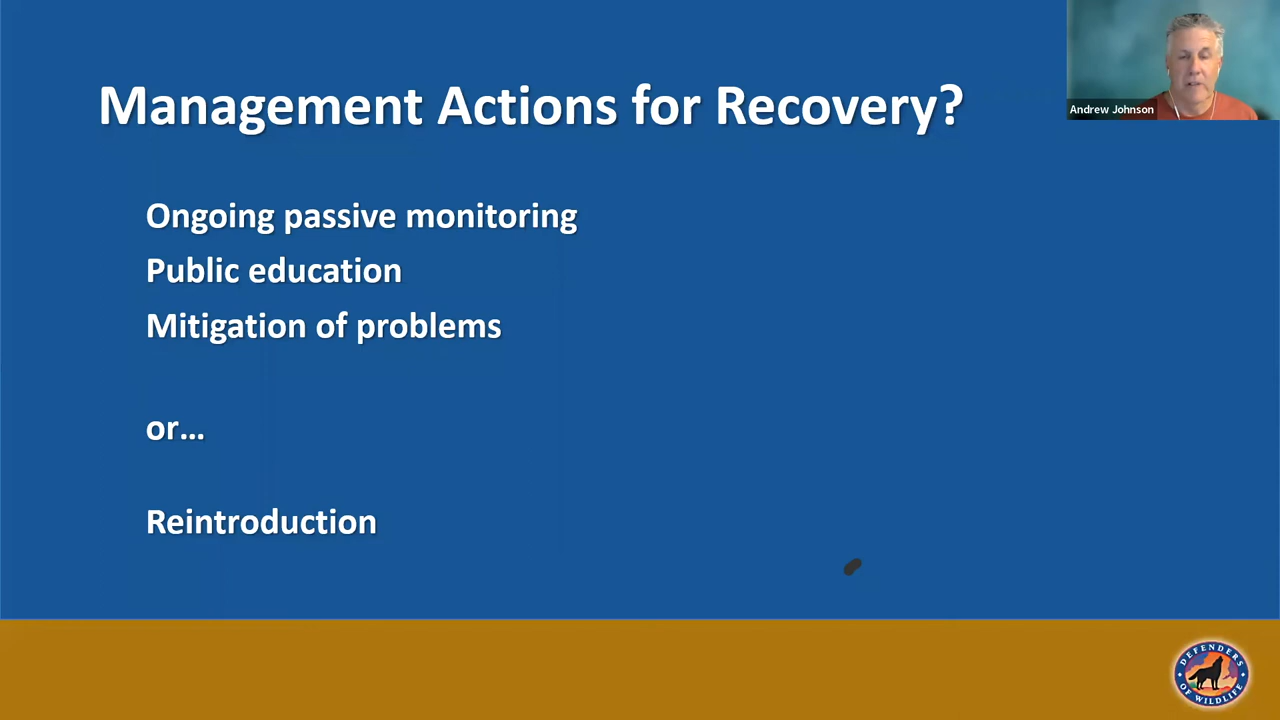 Management Actions for Recovery?
Andrew Johnson
Ongoing passive monitoring
Public education
Mitigation of problems
or...
Reintroduction
DEFENDERS
OF WILDLIFE